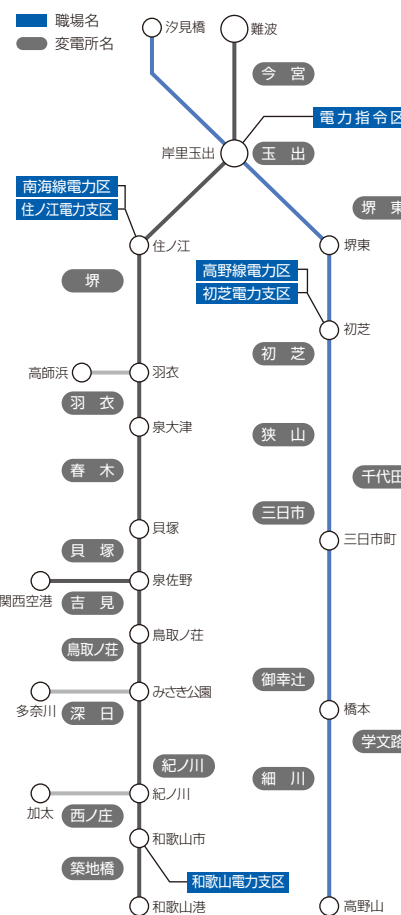 職場名
変電所名
汐見橋
難波
今宮
電力指令区
岸里玉出
玉出
南海線電力区
住ノ江電力支区
堺東
住ノ江
堺東
高野線電力区
初芝電力支区
堺
初芝
初芝
高師浜
羽衣
羽衣
泉大津
狭山
春木
千代田
三日市
貝塚
三日市町
貝塚
関西空港
泉佐野
吉見
鳥取ノ荘
鳥取ノ荘
御幸辻
みさき公園
多奈川
深日
橋本
学文路
紀ノ川
細川
紀ノ川
加太
西ノ庄
和歌山市
築地橋
和歌山電力支区
和歌山港
高野山